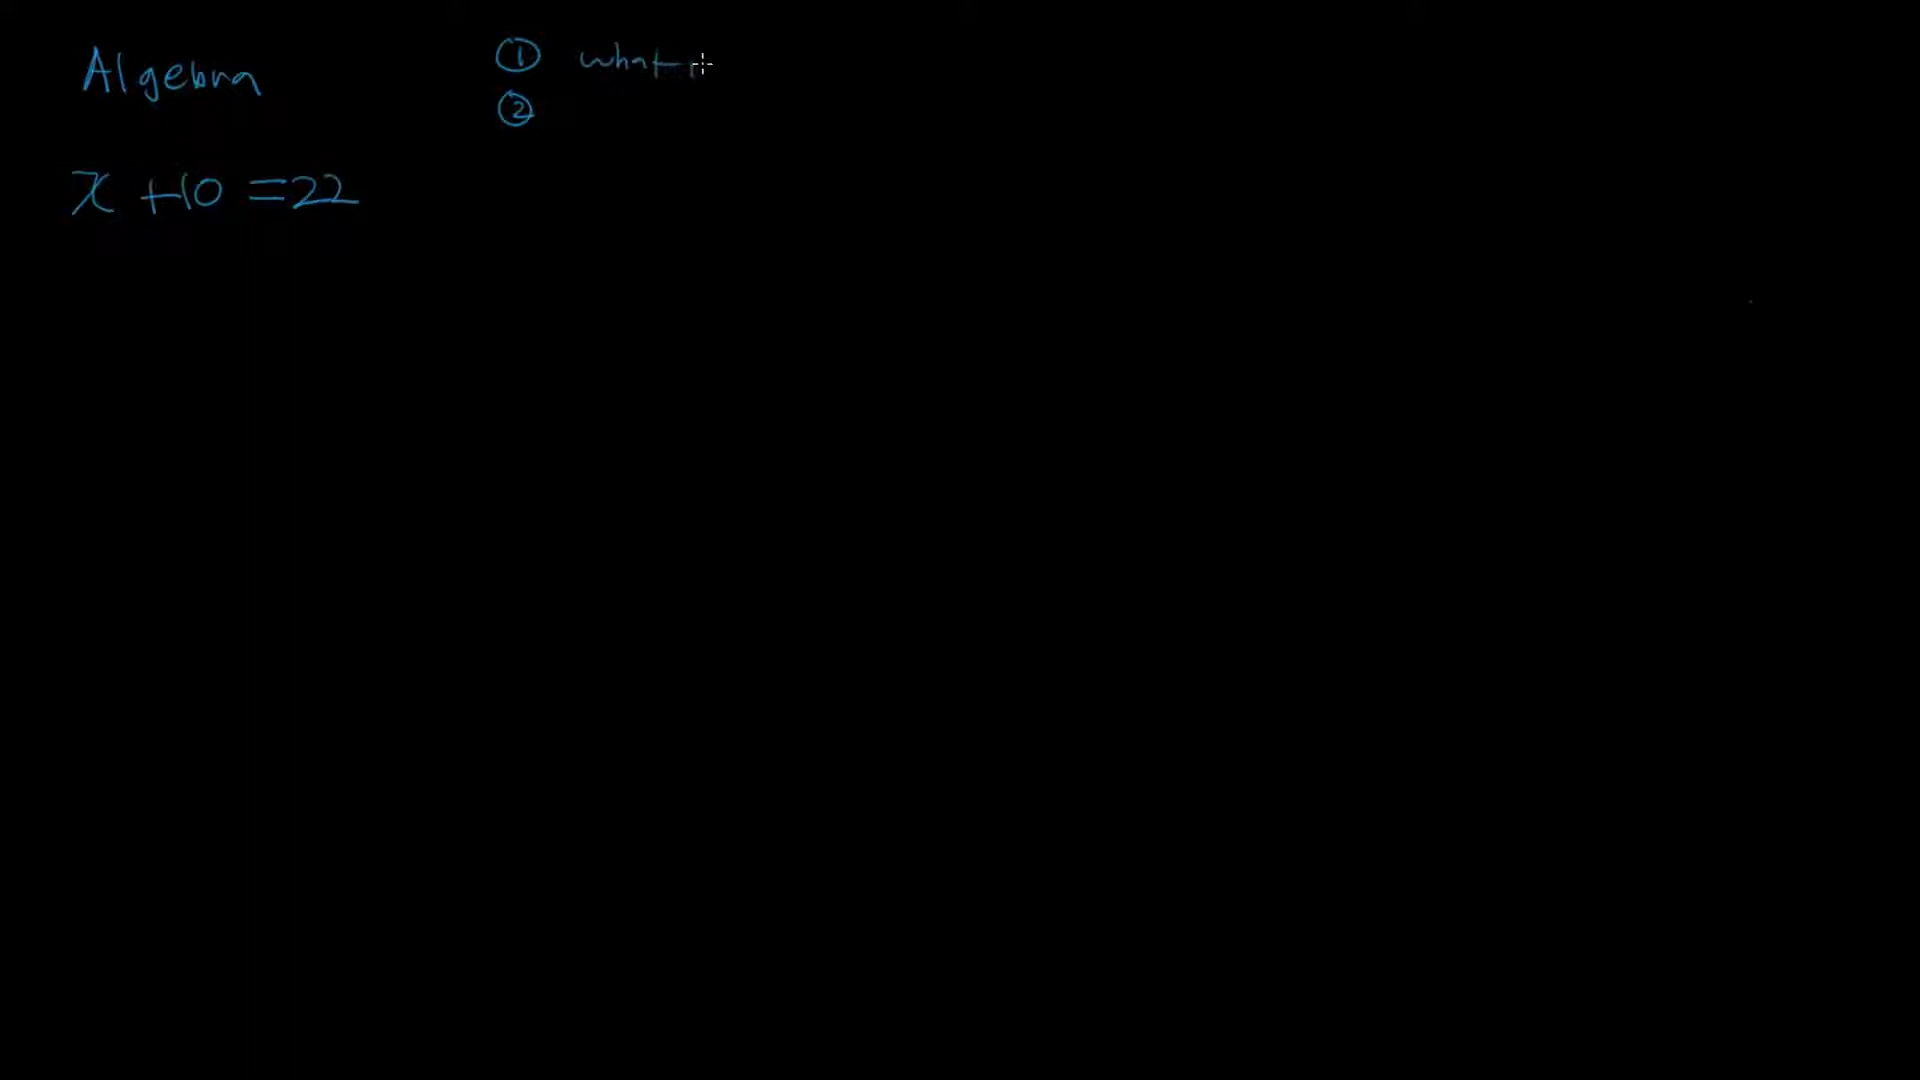 Algebra
① what
②
x + 10 = 22